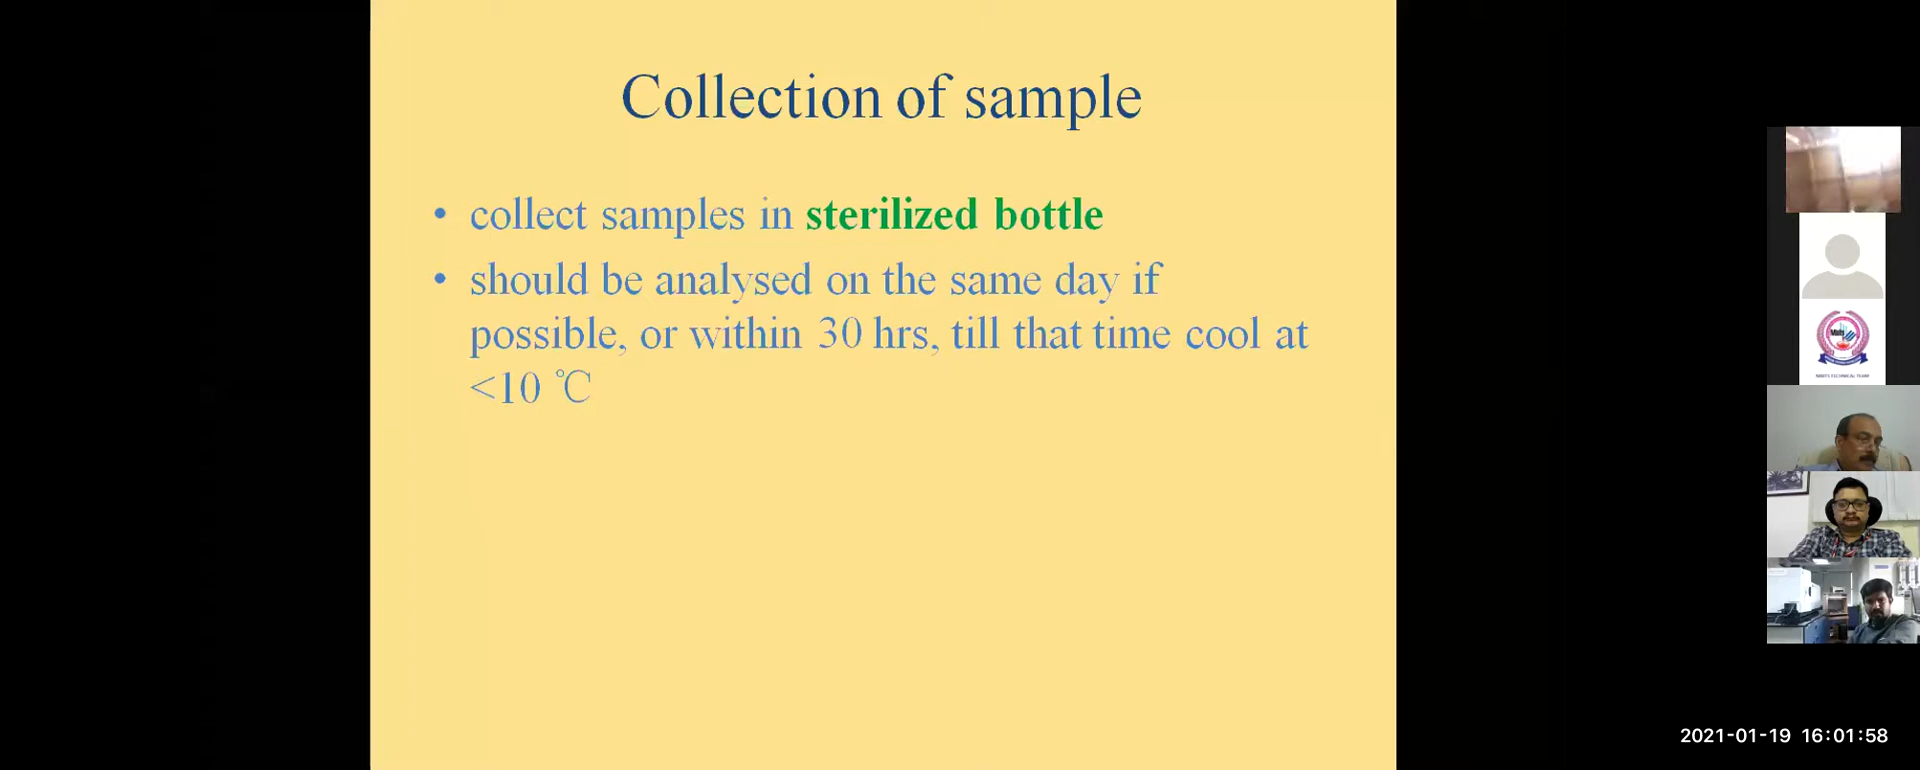 Collection of sample
• collect samples in sterilized bottle
• should be analysed on the same day if
possible, or within 30 hrs, till that time cool at
<10 ℃
2021-01-19 16:01:58